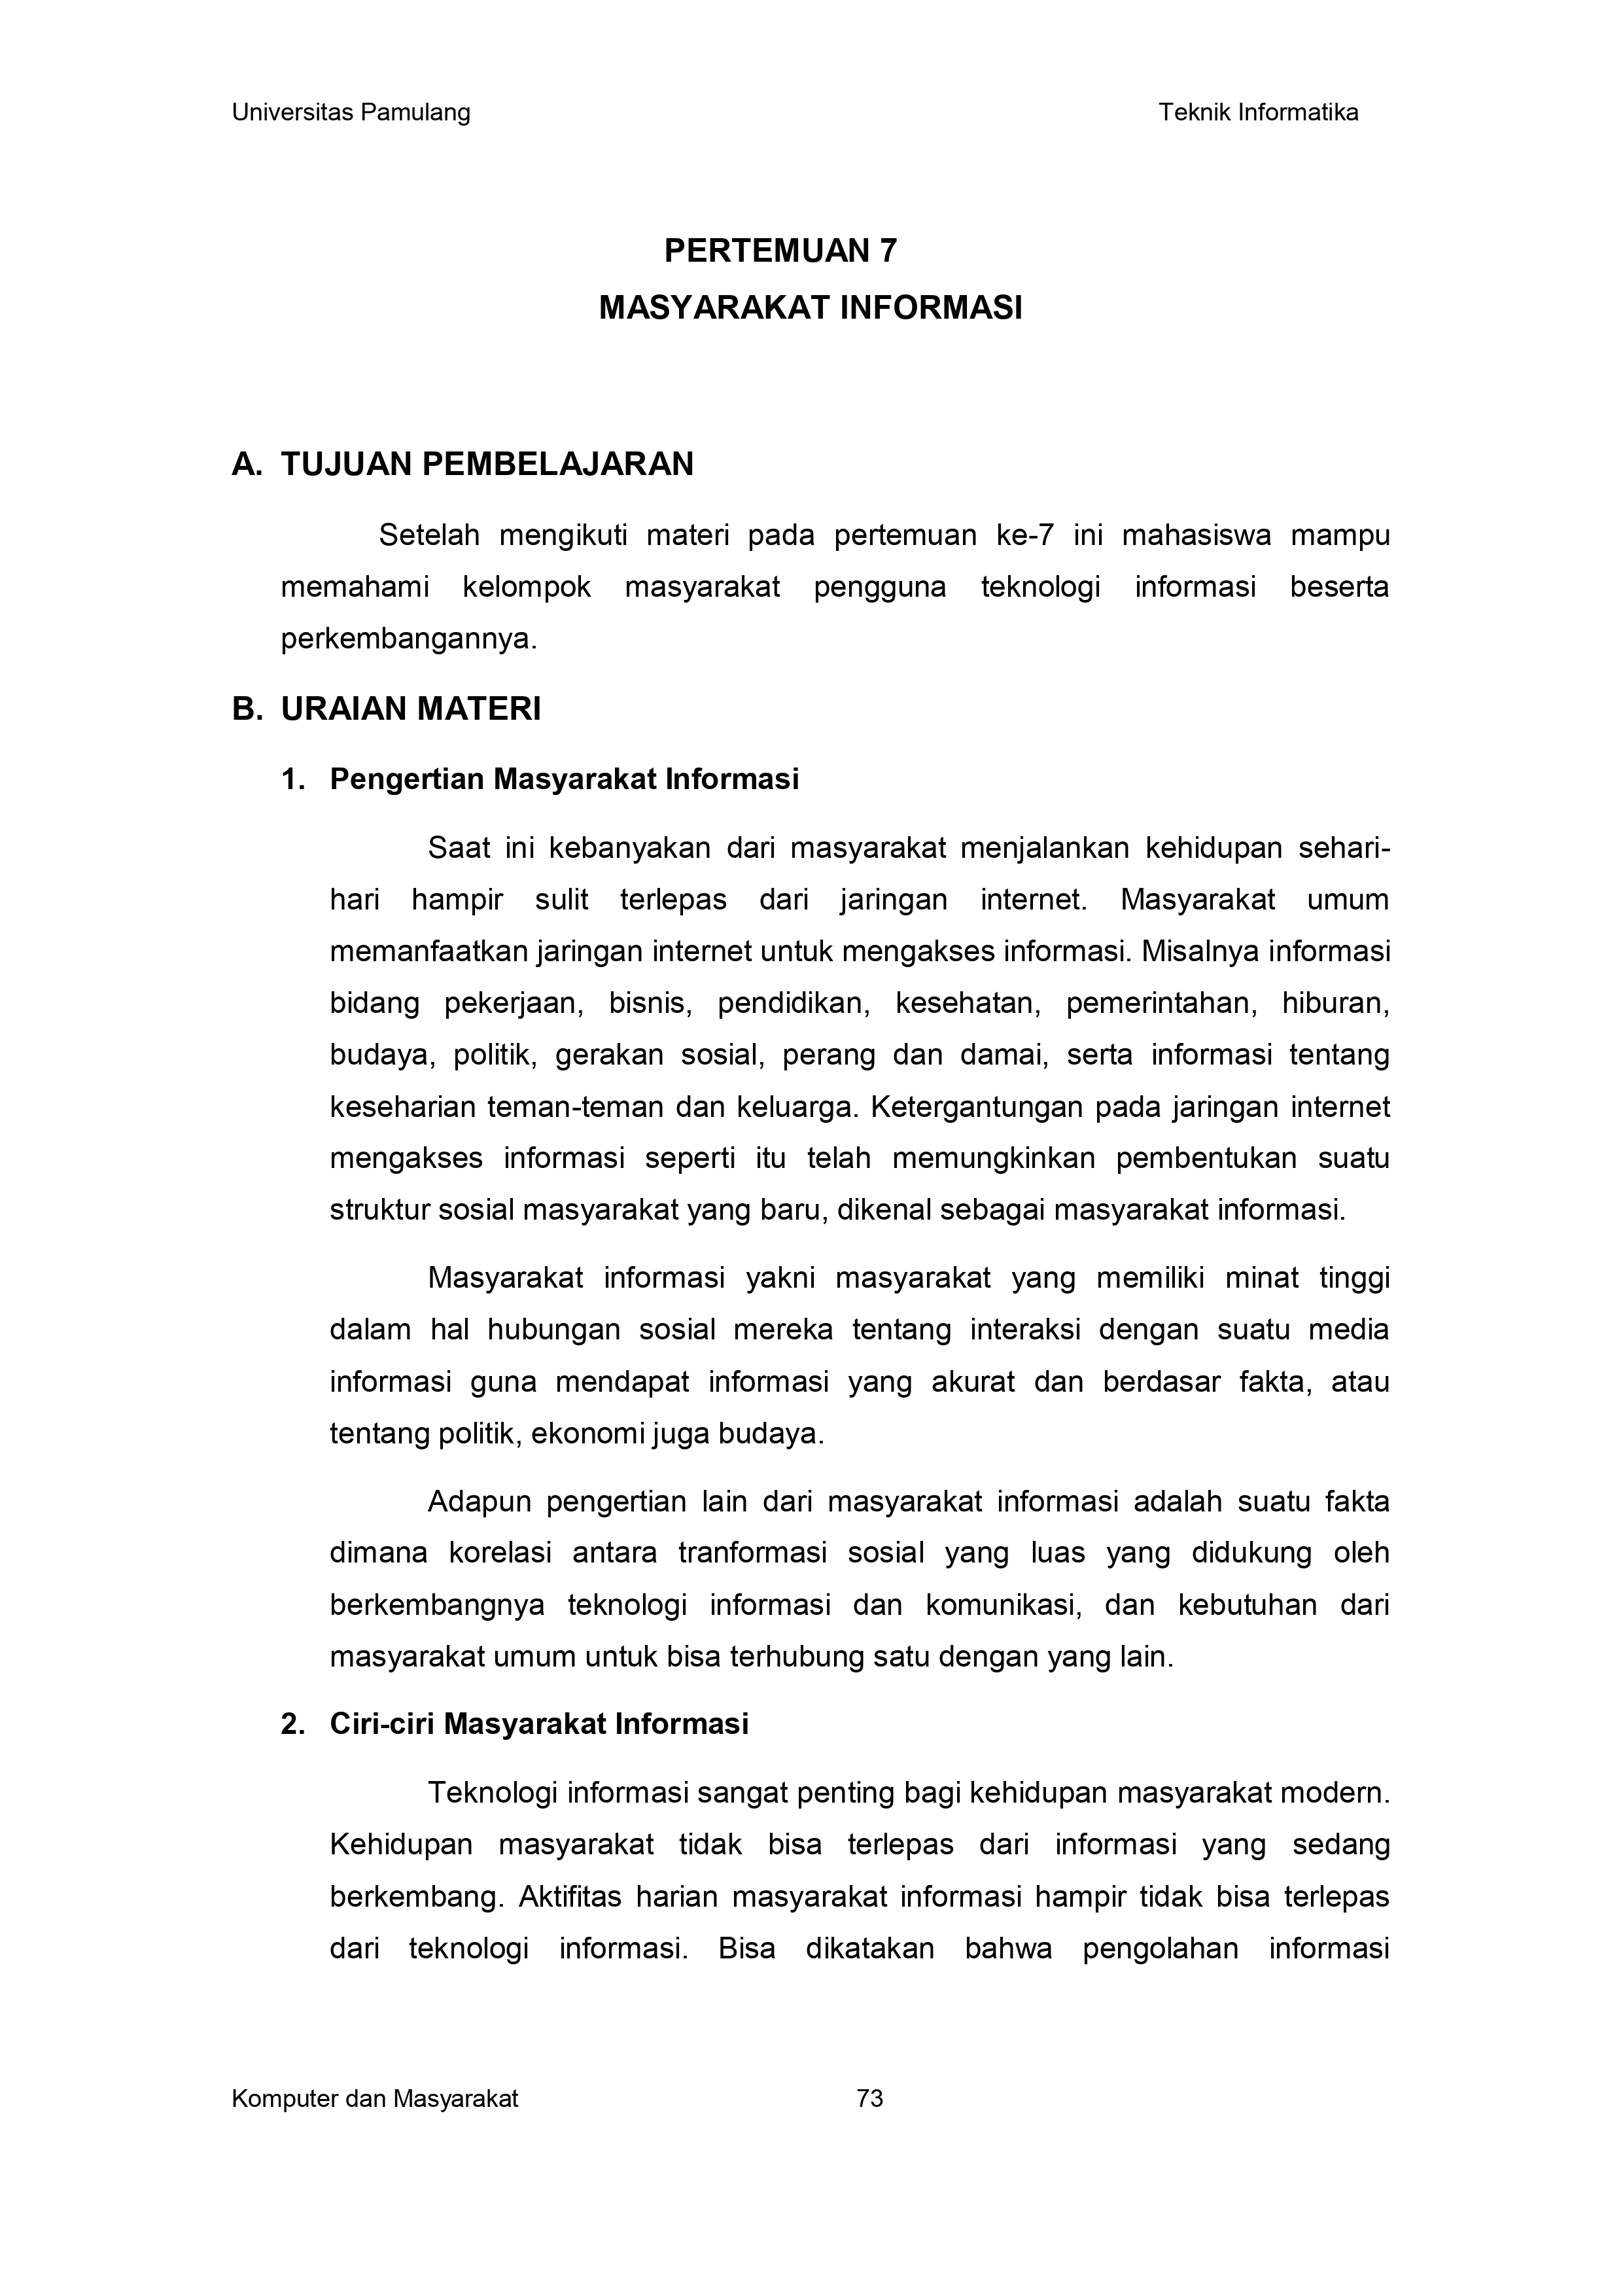 Universitas Pamulang Teknik Informatika
PERTEMUAN 7
MASYARAKAT INFORMASI
A. TUJUAN PEMBELAJARAN
Setelah mengikuti materi pada pertemuan ke-7 ini mahasiswa mampu
memahami kelompok masyarakat pengguna teknologi informasi beserta
perkembangannya.
B. URAIAN MATERI
1. Pengertian Masyarakat Informasi
Saat ini kebanyakan dari masyarakat menjalankan kehidupan sehari-
hari hampir sulit terlepas dari jaringan internet. Masyarakat umum
memanfaatkan jaringan internet untuk mengakses informasi. Misalnya informasi
bidang pekerjaan, bisnis, pendidikan, kesehatan, pemerintahan, hiburan,
budaya, politik, gerakan sosial, perang dan damai, serta informasi tentang
keseharian teman-teman dan keluarga. Ketergantungan pada jaringan internet
mengakses informasi seperti itu telah memungkinkan pembentukan suatu
struktur sosial masyarakat yang baru, dikenal sebagai masyarakat informasi.
Masyarakat informasi yakni masyarakat yang memiliki minat tinggi
dalam hal hubungan sosial mereka tentang interaksi dengan suatu media
informasi guna mendapat informasi yang akurat dan berdasar fakta, atau
tentang politik, ekonomi juga budaya.
Adapun pengertian lain dari masyarakat informasi adalah suatu fakta
dimana korelasi antara tranformasi sosial yang luas yang didukung oleh
berkembangnya teknologi informasi dan komunikasi, dan kebutuhan dari
masyarakat umum untuk bisa terhubung satu dengan yang lain.
2. Ciri-ciri Masyarakat Informasi
Teknologi informasi sangat penting bagi kehidupan masyarakat modern.
Kehidupan masyarakat tidak bisa terlepas dari informasi yang sedang
berkembang. Aktifitas harian masyarakat informasi hampir tidak bisa terlepas
dari teknologi informasi. Bisa dikatakan bahwa pengolahan informasi
Komputer dan Masyarakat 73